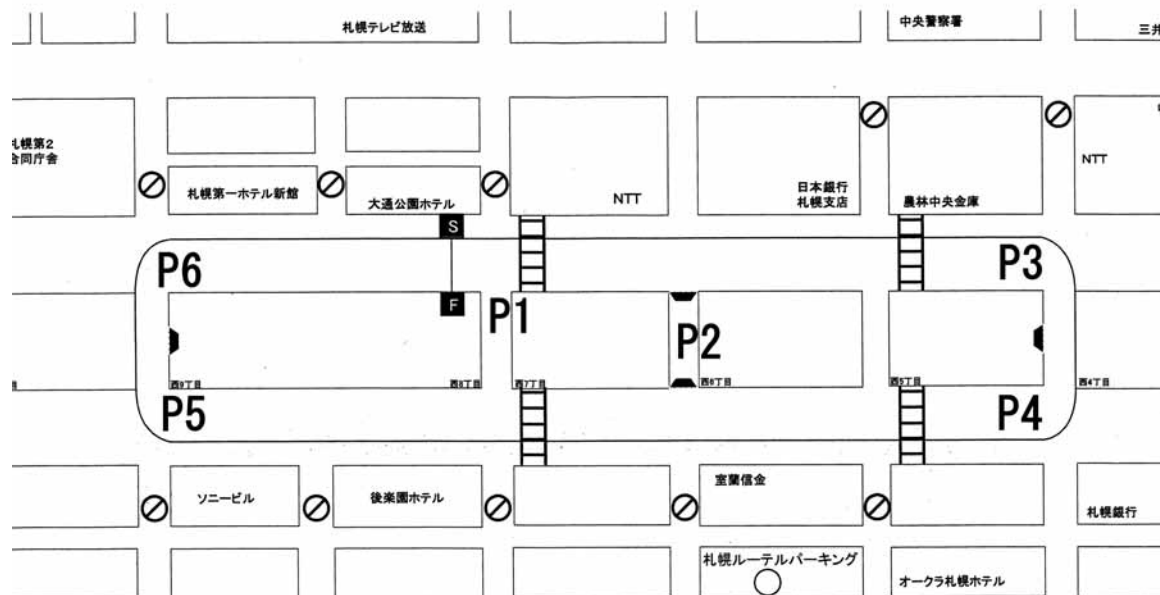 札幌テレビ放送
中央警察署
三井
札幌第2
合同庁舎
札幌第一ホテル新館
大通公園ホテル
NTT
日本銀行
札幌支店
農林中央金庫
NTT
S
P6
P3
F
P1
P2
西9丁目
西8丁目
西7丁目
西6丁目
西5丁目
西4丁目
P5
P4
ソニービル
後楽園ホテル
室蘭信金
札幌銀行
札幌ルーテルパーキング
オークラ札幌ホテル